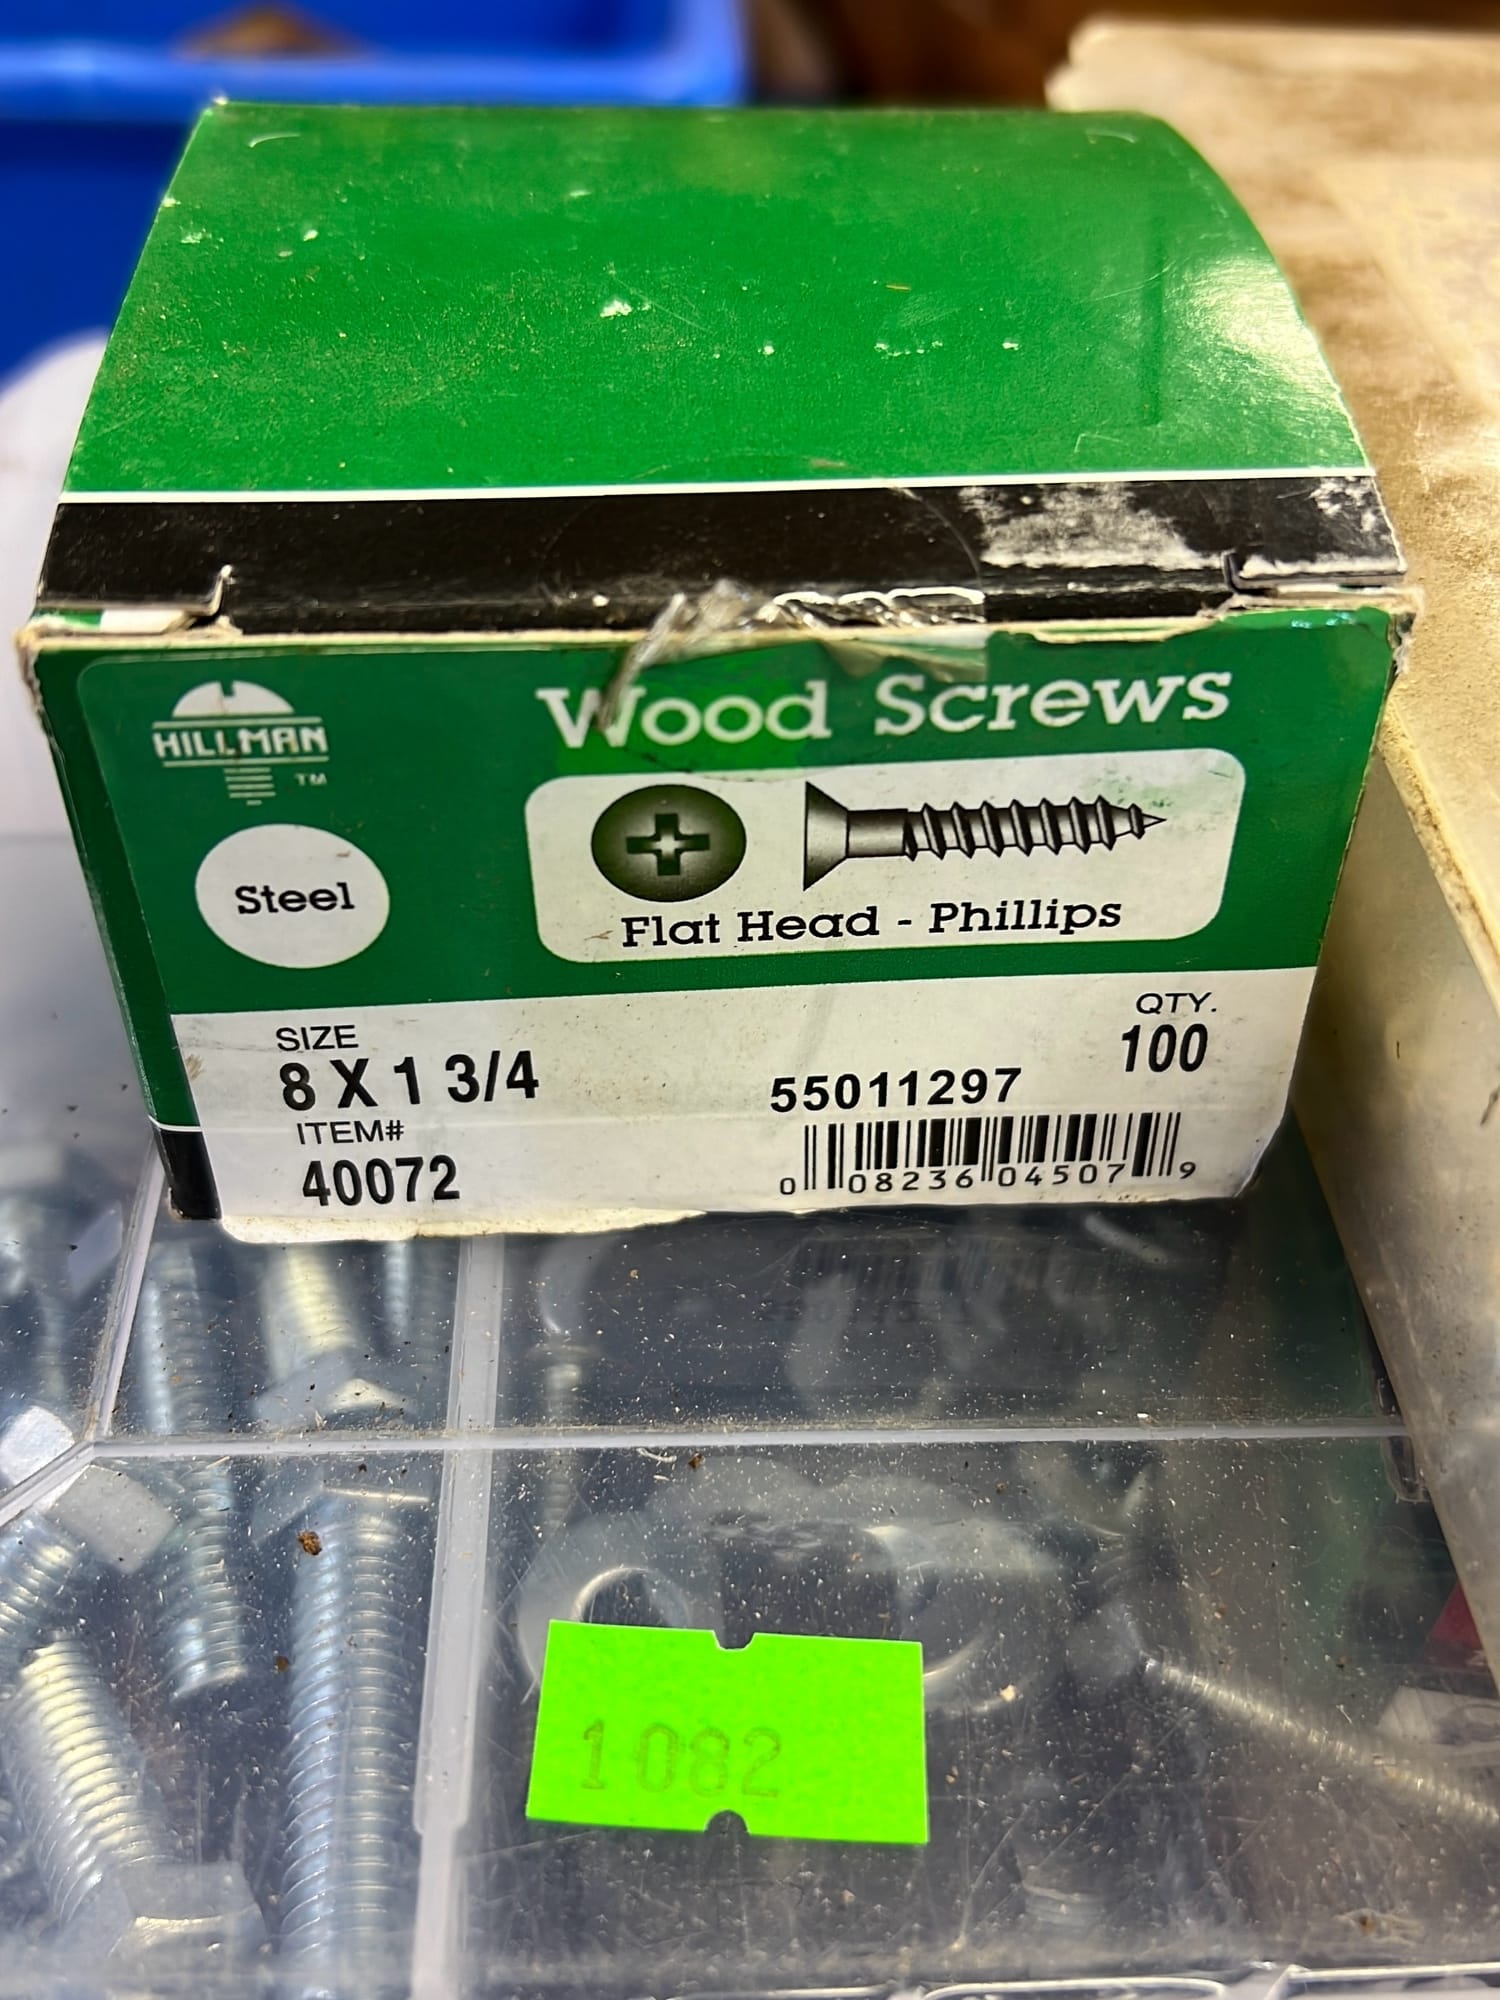 HILLMAN
TM
Wood Screws
Steel
Flat Head - Phillips
SIZE
8 X 1 3/4
ITEM#
40072
QTY.
100
55011297
0 08236 04507 9
1082